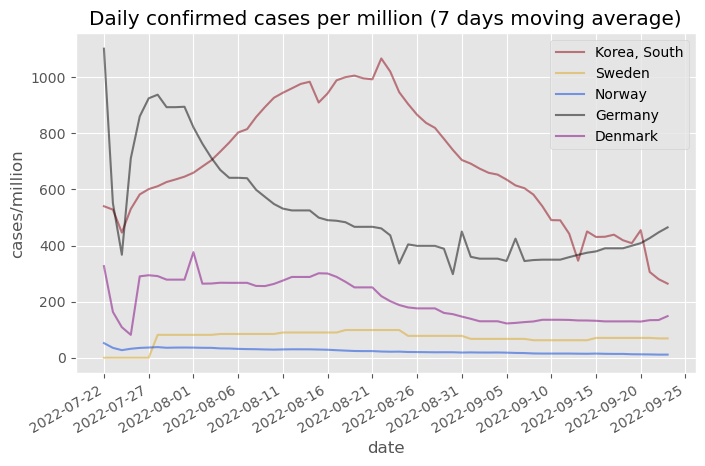 Daily confirmed cases per million (7 days moving average)
Korea, South
Sweden
Norway
Germany
Denmark
1000
800
600
400
200
0
cases/million
2022-07-22
2022-07-27
2022-08-01
2022-08-06
2022-08-11
2022-08-16
2022-08-21
2022-08-26
2022-08-31
2022-09-05
2022-09-10
2022-09-15
2022-09-20
2022-09-25
date